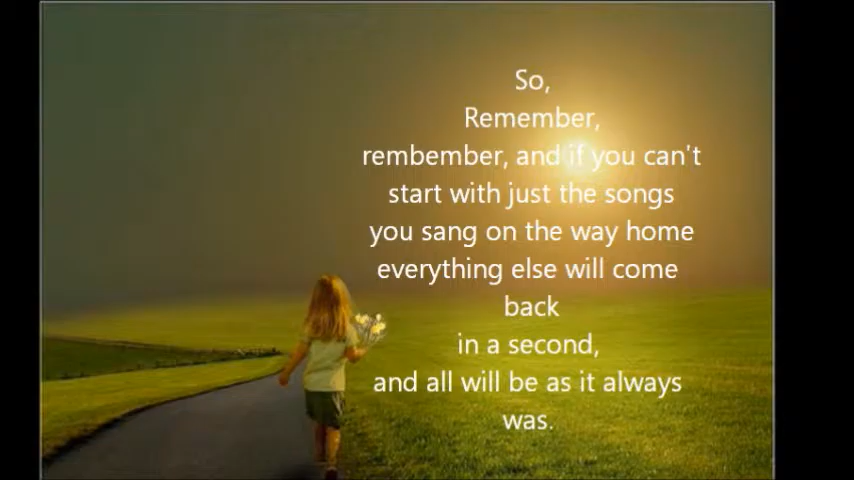 So,
Remember,
rembember, and if you can't
start with just the songs
you sang on the way home
everything else will come
back
in a second,
and all will be as it always
was.